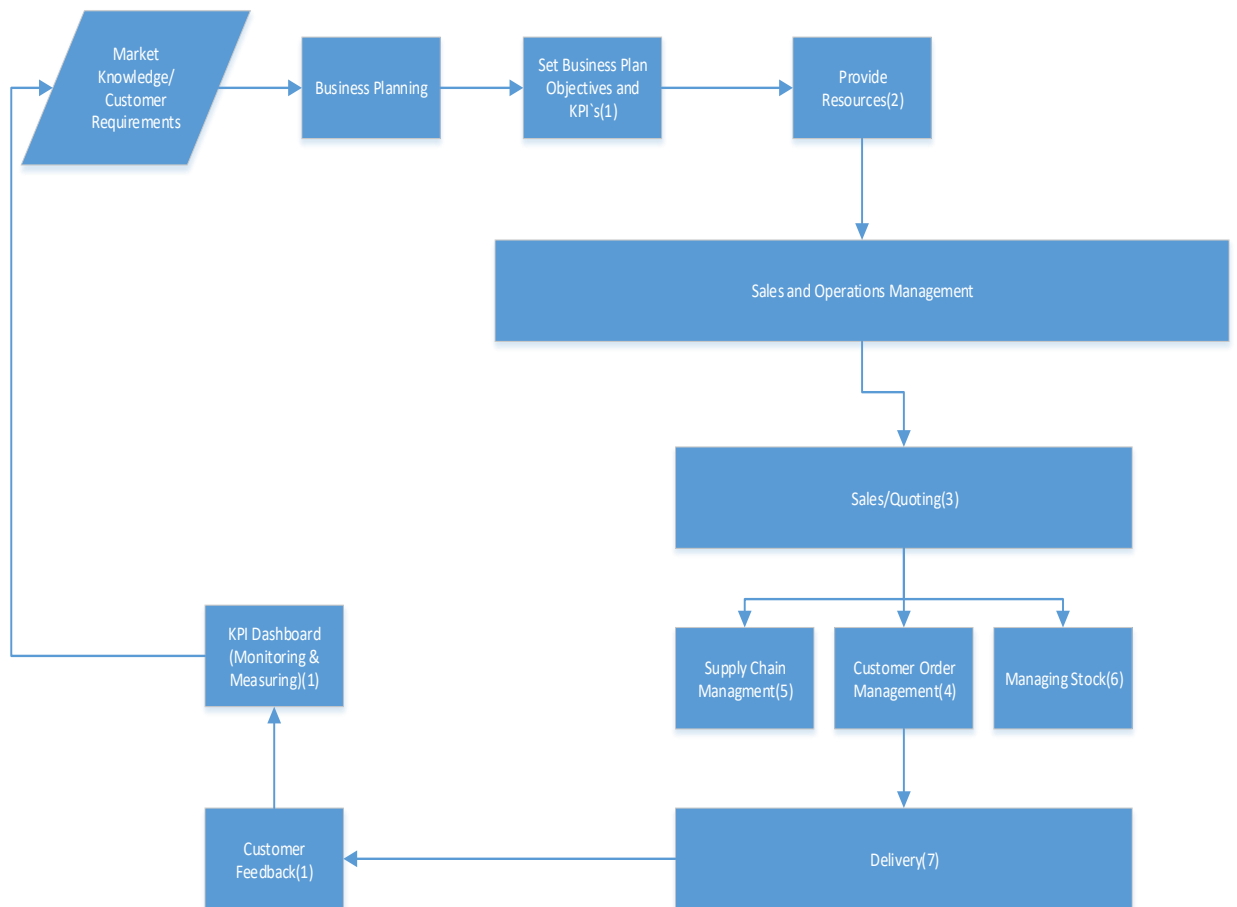 Market
Knowledge/
Customer
Requirements
Business Planning
Set Business Plan
Objectives and
KPI`s(1)
Provide
Resources(2)
Sales and Operations Management
Sales/Quoting(3)
KPI Dashboard
(Monitoring &
Measuring)(1)
Supply Chain
Managment(5)
Customer Order
Management(4)
Managing Stock(6)
Customer
Feedback(1)
Delivery(7)